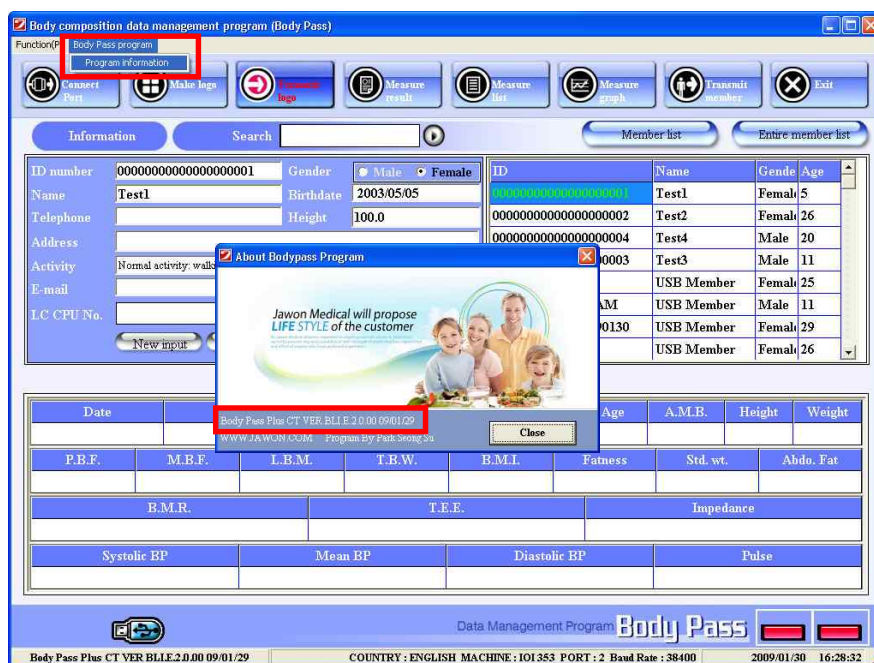 Body composition data management program (Body Pass)
Function(P Body Pass program
Program information
Connect Port
Make logo
logo
Measure result
Measure list
Measure graph
Transmit member
Exit
Information
Search
Member list
Entire member list
ID number 00000000000000000001 Gender Male Female
Name Test1 Birthdate 2003/05/05
Telephone Height 100.0
Address
Activity Normal activity: walk
E-mail
LC CPU No.
New input
ID Name Gende Age
00000000000000000001 Test1 Femal 5
00000000000000000002 Test2 Femal 26
00000000000000000004 Test4 Male 20
0003 Test3 Male 11
USB Member Femal 25
AM USB Member Male 11
0130 USB Member Femal 29
USB Member Femal 26
About Bodypass Program
Jawon Medical will propose
LIFE STYLE of the customer
Body Pass Plus CT VER BLI.E.2.0.00 09/01/29
WWW.JAWON.COM Program By Park Seong Su
Close
Date Age A.M.B. Height Weight
P.B.F. M.B.F. L.B.M. T.B.W. B.M.I. Fatness Std. wt. Abdo. Fat
B.M.R. T.E.E. Impedance
Systolic BP Mean BP Diastolic BP Pulse
Data Management Program Body Pass
Body Pass Plus CT VER BLI.E.2.0.00 09/01/29 COUNTRY : ENGLISH MACHINE : IOI 353 PORT : 2 Baud Rate : 38400 2009/01/30 16:28:32